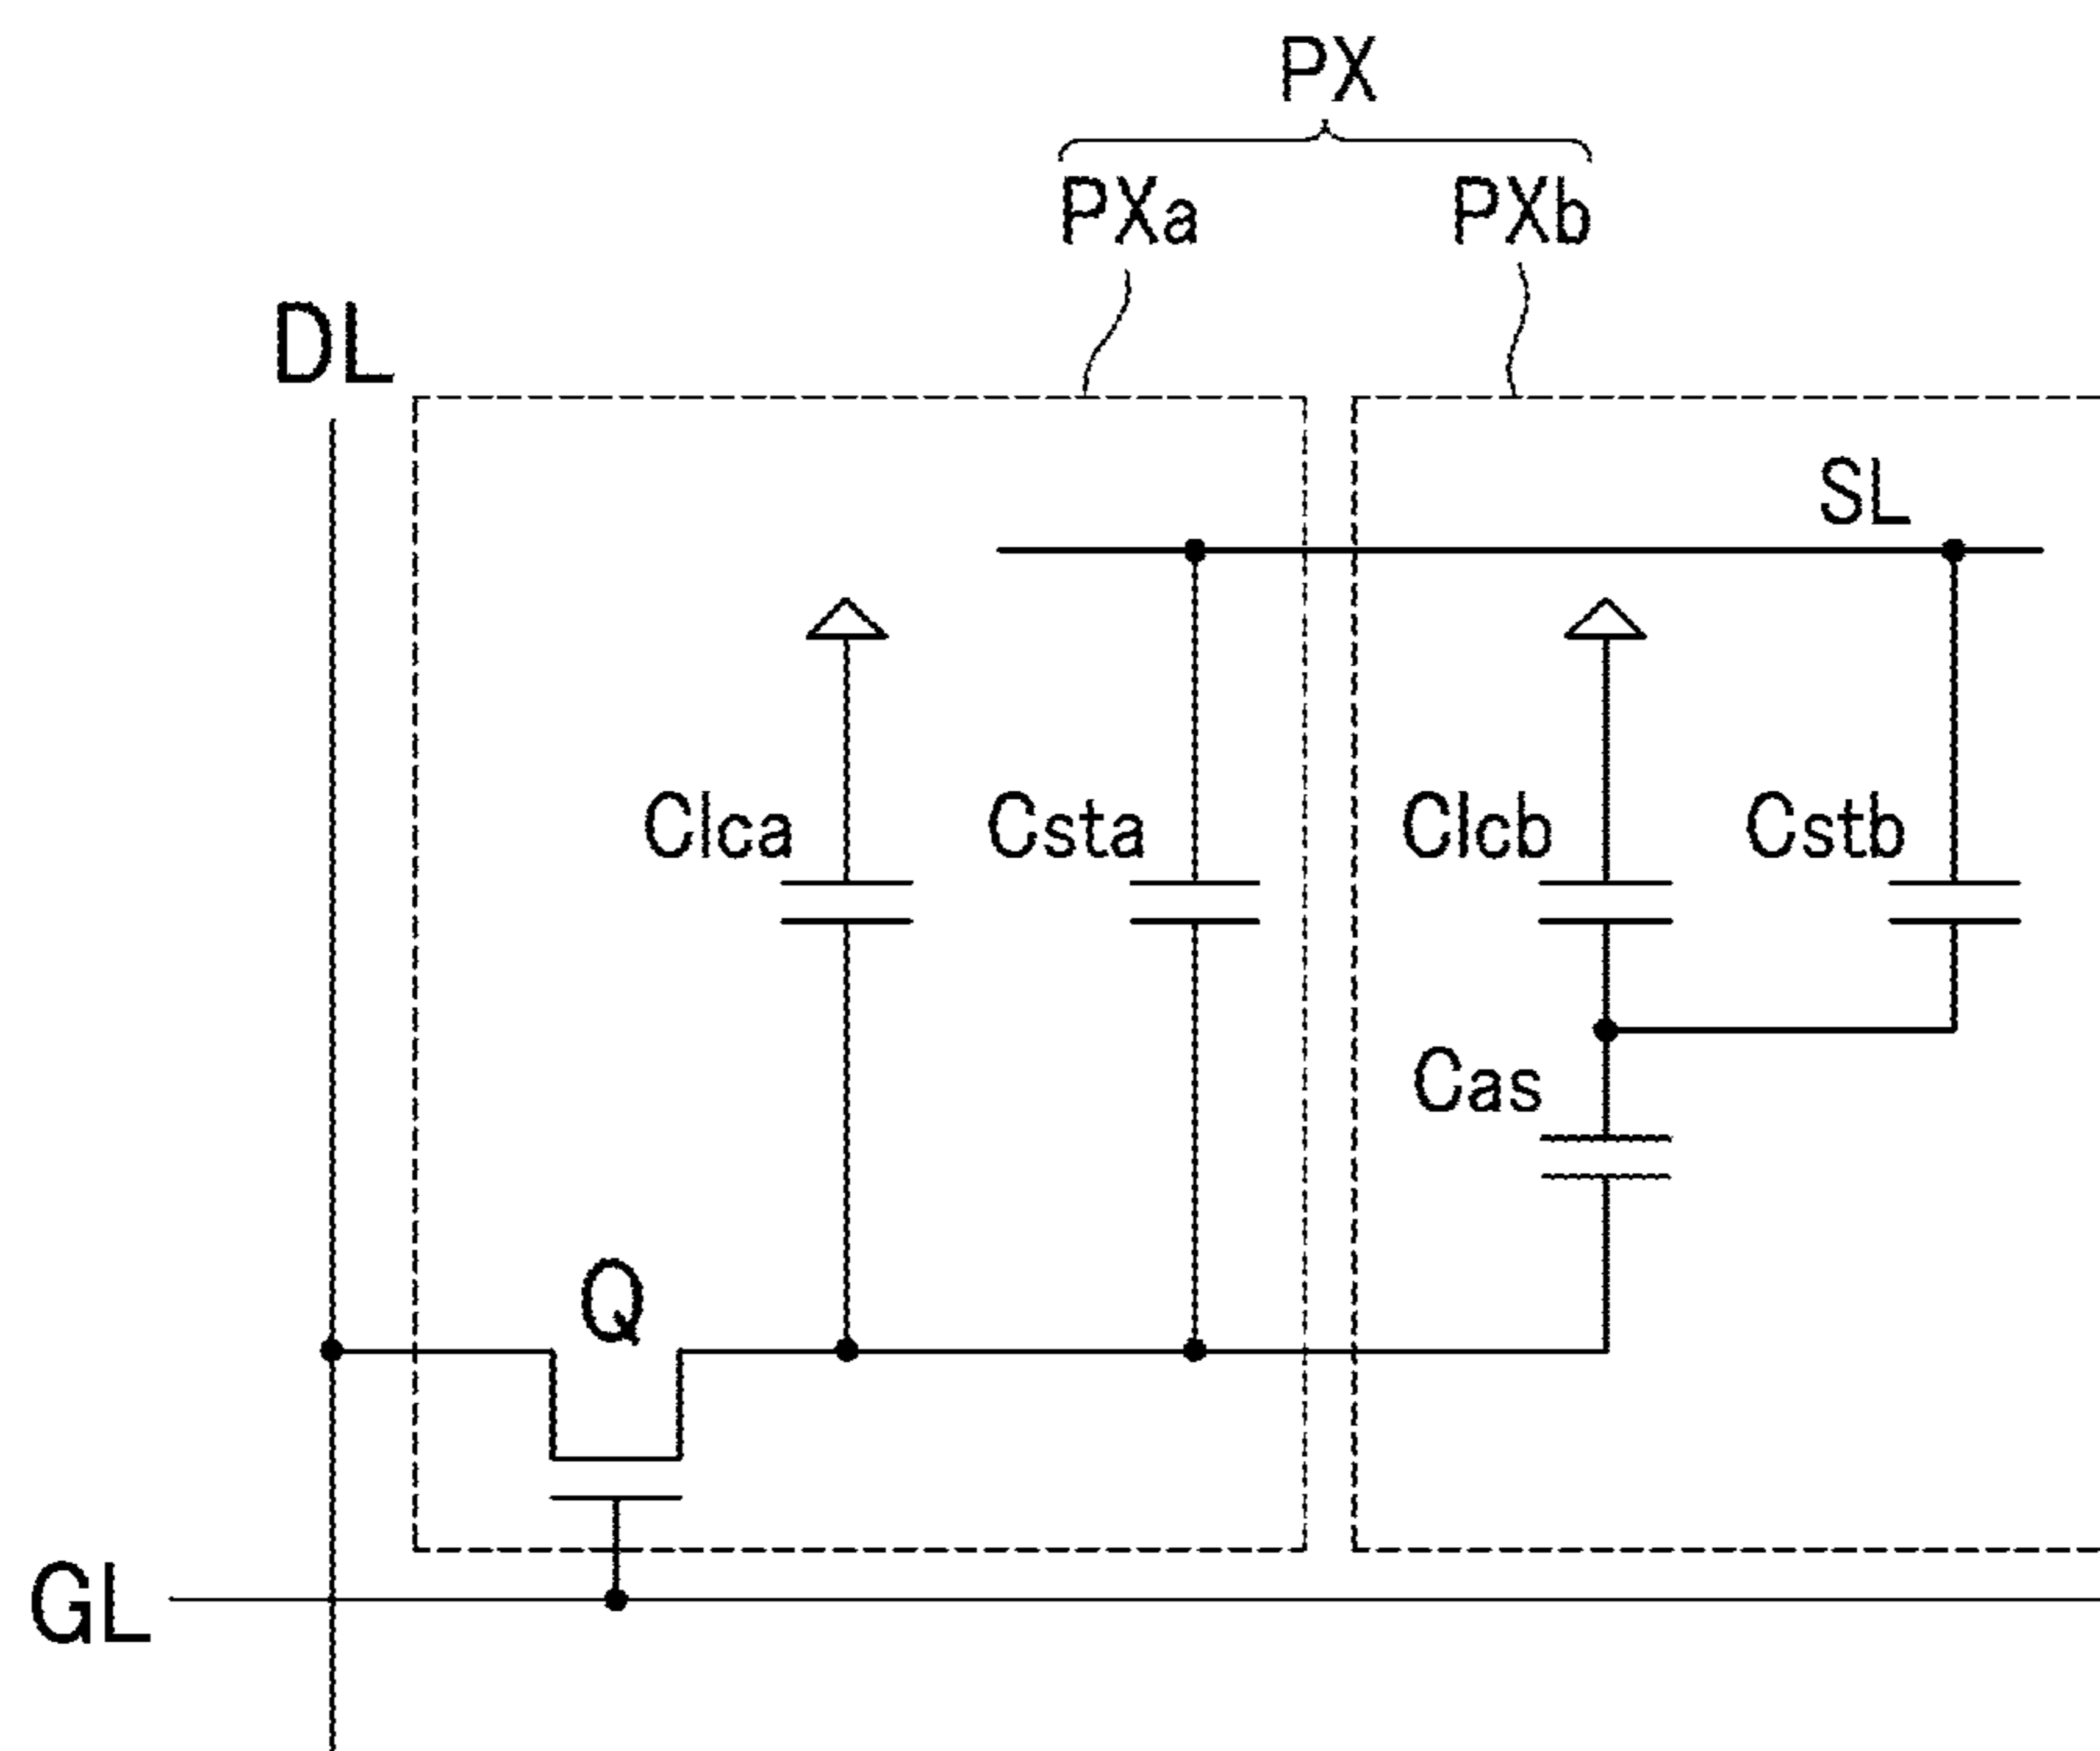 PX
PXa PXb
DL
SL
Clca Csta Clcb Cstb
Cas
Q
GL